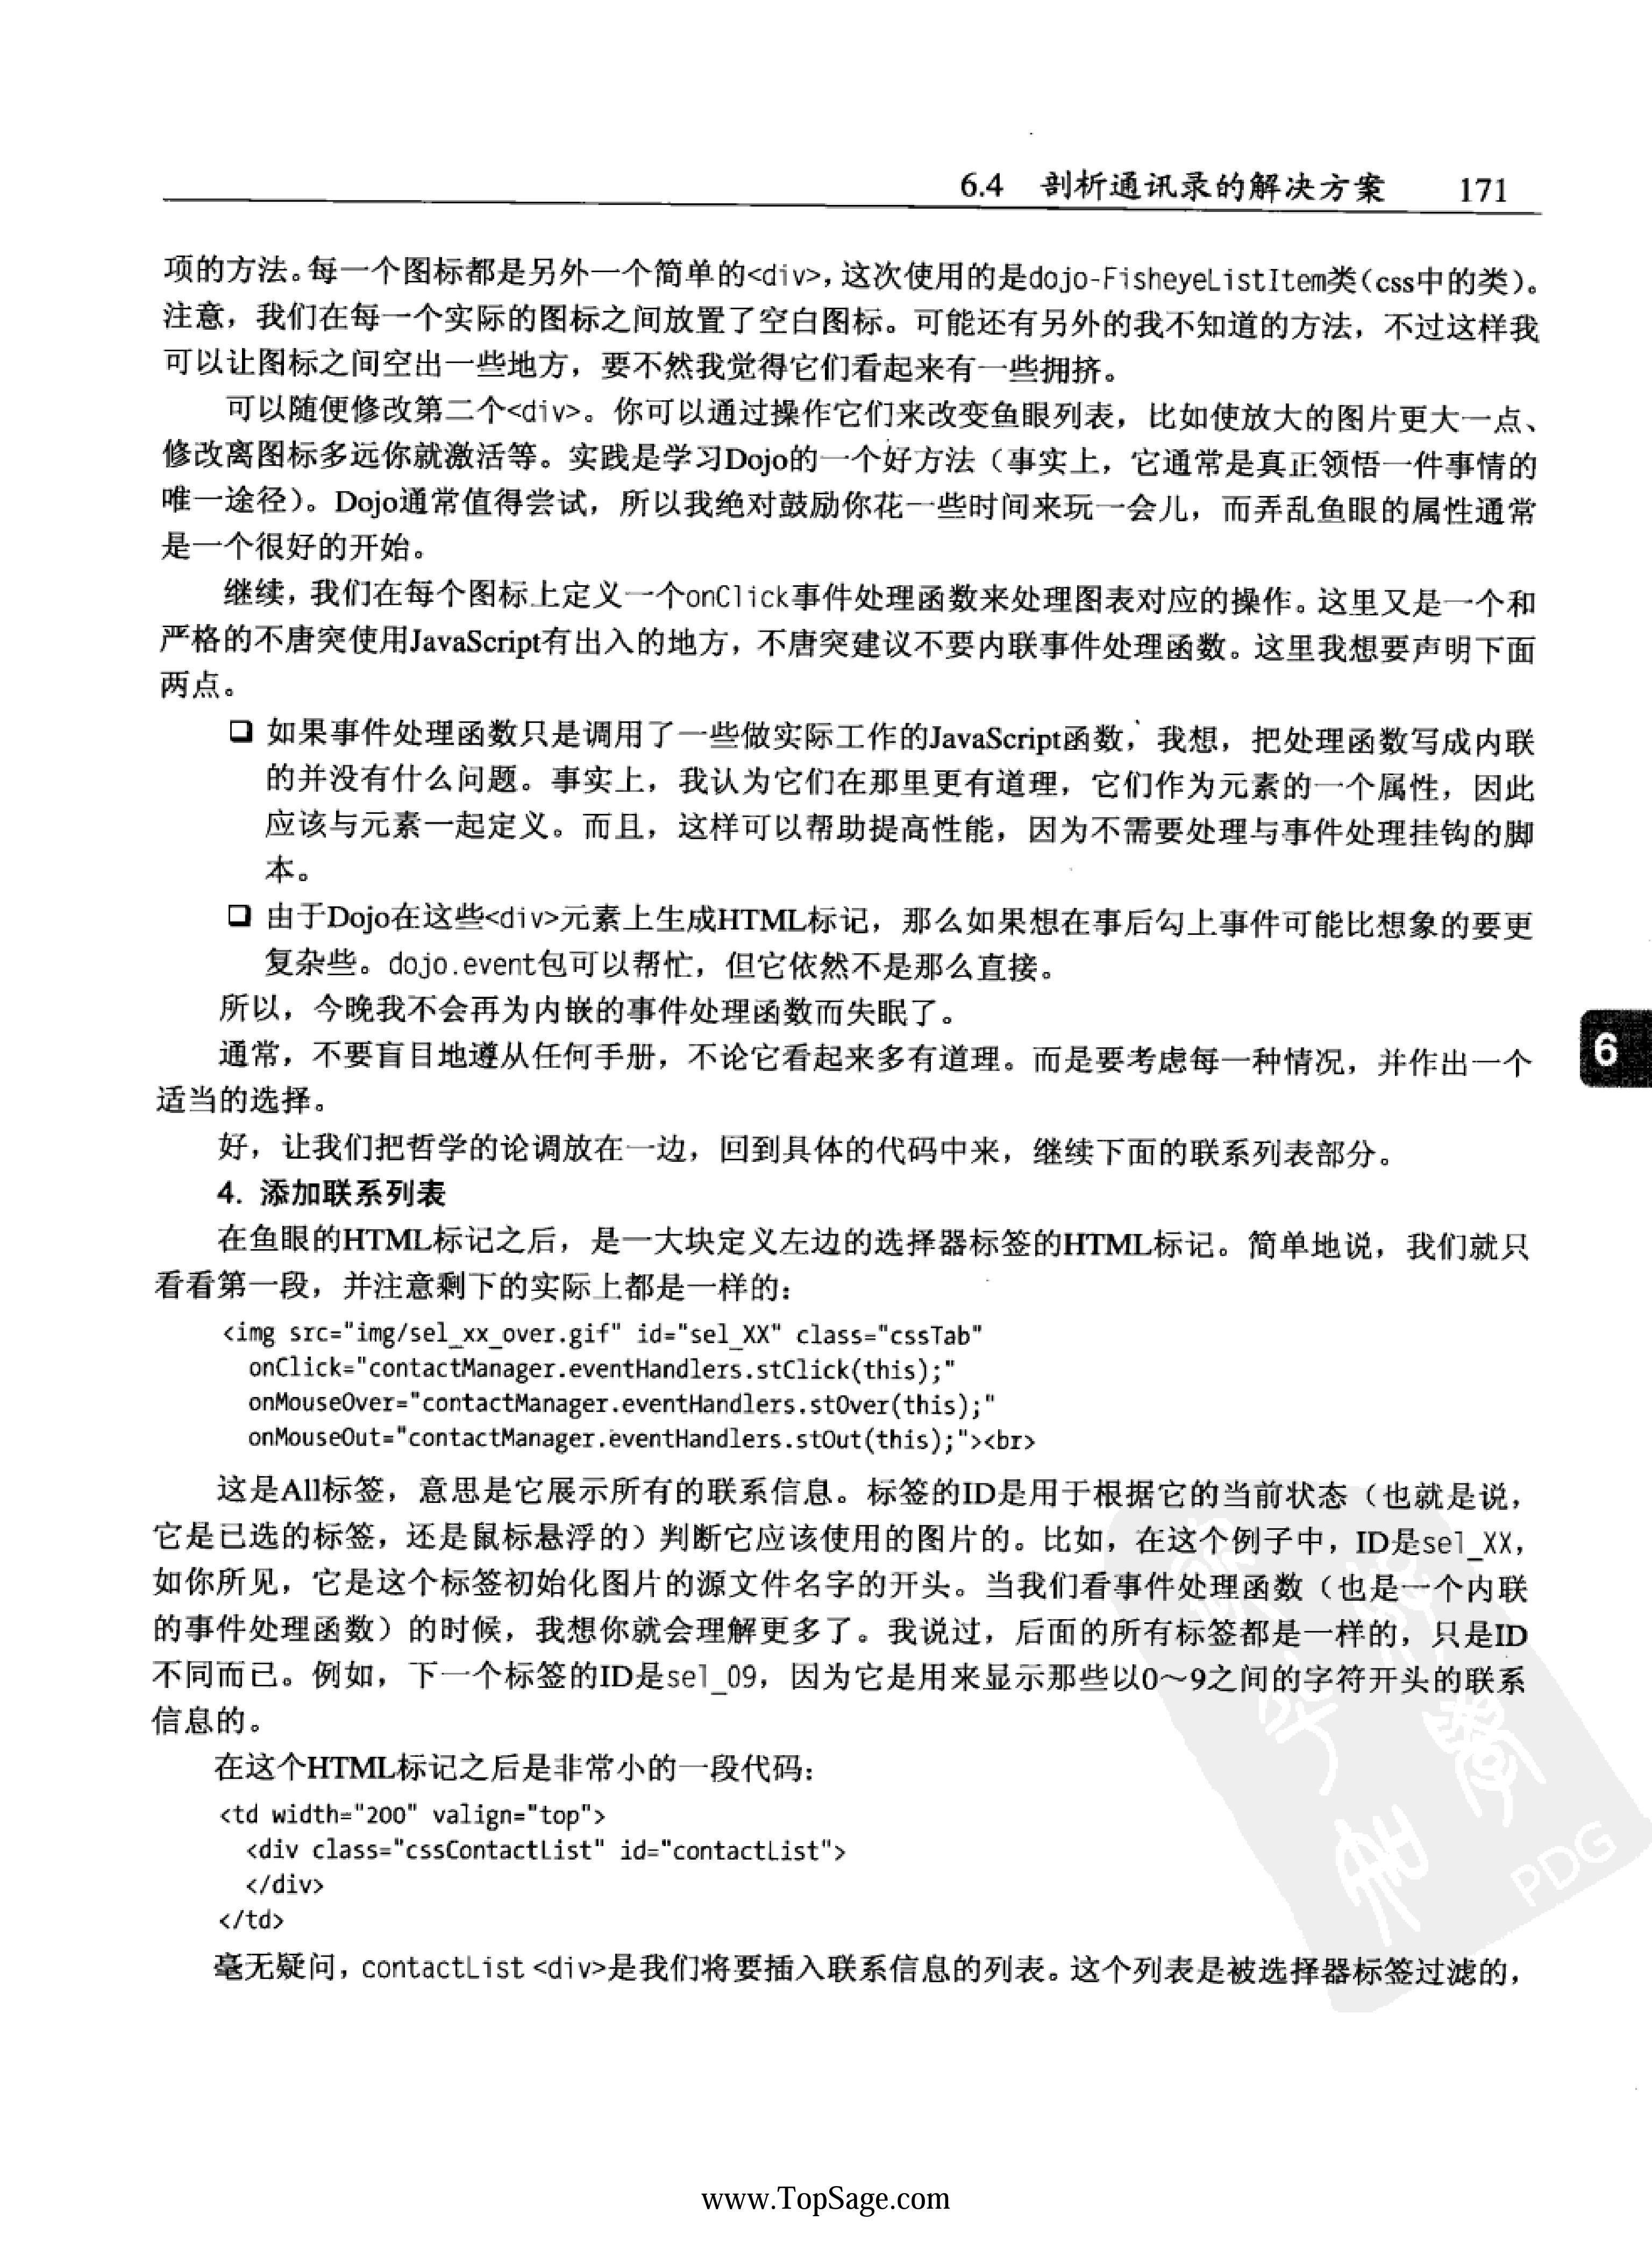 6.4 剖析通讯录的解决方案 171
项的方法。每一个图标都是另外一个简单的<div>,这次使用的是dojo-FisheyeListItem类(css中的类)。
注意，我们在每一个实际的图标之间放置了空白图标。可能还有另外的我不知道的方法，不过这样我
可以让图标之间空出一些地方，要不然我觉得它们看起来有一些拥挤。
可以随便修改第二个<div>。你可以通过操作它们来改变鱼眼列表，比如使放大的图片更大一点、
修改离图标多远你就激活等。实践是学习Dojo的一个好方法（事实上，它通常是真正领悟一件事情的
唯一途径）。Dojo通常值得尝试，所以我绝对鼓励你花一些时间来玩一会儿，而弄乱鱼眼的属性通常
是一个很好的开始。
继续，我们在每个图标上定义一个onClick事件处理函数来处理图表对应的操作。这里又是一个和
严格的不唐突使用JavaScript有出入的地方，不唐突建议不要内联事件处理函数。这里我想要声明下面
两点。
❑ 如果事件处理函数只是调用了一些做实际工作的JavaScript函数，我想，把处理函数写成内联
的并没有什么问题。事实上，我认为它们在那里更有道理，它们作为元素的一个属性，因此
应该与元素一起定义。而且，这样可以帮助提高性能，因为不需要处理与事件处理挂钩的脚
本。
❑ 由于Dojo在这些<div>元素上生成HTML标记，那么如果想在事后勾上事件可能比想象的要更
复杂些。dojo.event包可以帮忙，但它依然不是那么直接。
所以，今晚我不会再为内嵌的事件处理函数而失眠了。
通常，不要盲目地遵从任何手册，不论它看起来多有道理。而是要考虑每一种情况，并作出一个
适当的选择。
6
好，让我们把哲学的论调放在一边，回到具体的代码中来，继续下面的联系列表部分。
4. 添加联系列表
在鱼眼的HTML标记之后，是一大块定义左边的选择器标签的HTML标记。简单地说，我们就只
看看第一段，并注意剩下的实际上都是一样的：
<img src="img/sel_xx_over.gif" id="sel_XX" class="cssTab"
onClick="contactManager.eventHandlers.stClick(this);"
onMouseOver="contactManager.eventHandlers.stOver(this);"
onMouseOut="contactManager.eventHandlers.stOut(this);"><br>
这是All标签，意思是它展示所有的联系信息。标签的ID是用于根据它的当前状态（也就是说，
它是已选的标签，还是鼠标悬浮的）判断它应该使用的图片的。比如，在这个例子中，ID是sel_XX，
如你所见，它是这个标签初始化图片的源文件名字的开头。当我们看事件处理函数（也是一个内联
的事件处理函数）的时候，我想你就会理解更多了。我说过，后面的所有标签都是一样的，只是ID
不同而已。例如，下一个标签的ID是sel_09，因为它是用来显示那些以0～9之间的字符开头的联系
信息的。
在这个HTML标记之后是非常小的一段代码：
<td width="200" valign="top">
<div class="cssContactList" id="contactList">
</div>
</td>
毫无疑问，contactList <div>是我们将要插入联系信息的列表。这个列表是被选择器标签过滤的，
PDG
www.TopSage.com